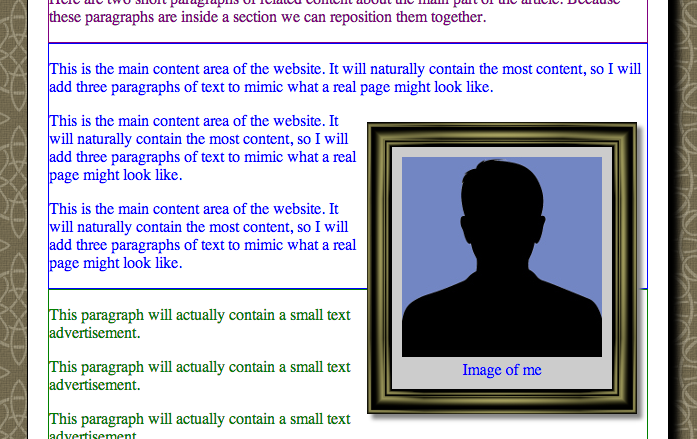 Here are two short paragraphs of related content about the main part of the article. Because
these paragraphs are inside a section we can reposition them together.
This is the main content area of the website. It will naturally contain the most content, so I will
add three paragraphs of text to mimic what a real page might look like.
This is the main content area of the website. It
will naturally contain the most content, so I will
add three paragraphs of text to mimic what a real
page might look like.
This is the main content area of the website. It
will naturally contain the most content, so I will
add three paragraphs of text to mimic what a real
page might look like.
Image of me
This paragraph will actually contain a small text
advertisement.
This paragraph will actually contain a small text
advertisement.
This paragraph will actually contain a small text
advertisement.